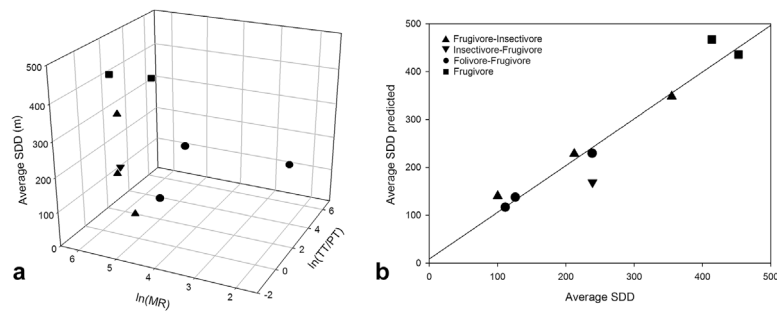 500
400
300
200
100
0
Average SDD (m)
6
5
4
3
2
ln(MR)
6
4
2
0
-2
ln(TT/PT)
a
500
400
300
200
100
0
Average SDD predicted
Frugivore-Insectivore
Insectivore-Frugivore
Folivore-Frugivore
Frugivore
0 100 200 300 400 500
Average SDD
b